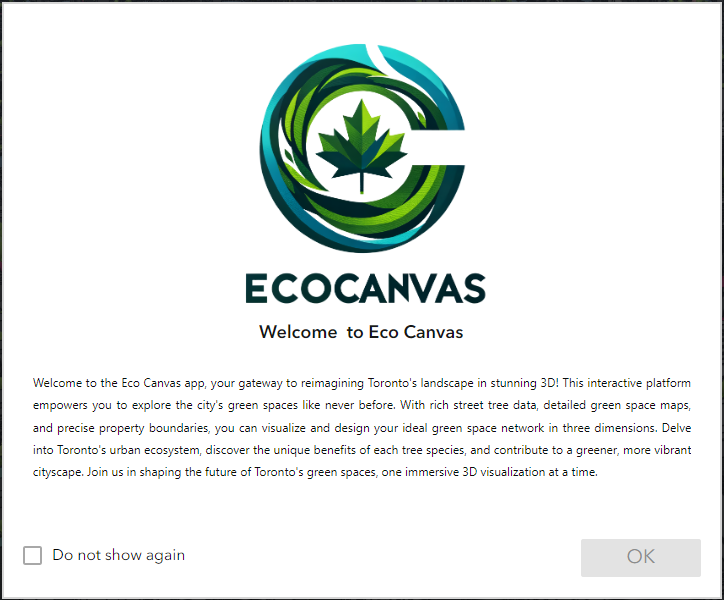 ECOCANVAS
Welcome  to Eco Canvas
Welcome to the Eco Canvas app, your gateway to reimagining Toronto's landscape in stunning 3D! This interactive platform
empowers you to explore the city's green spaces like never before. With rich street tree data, detailed green space maps,
and precise property boundaries, you can visualize and design your ideal green space network in three dimensions. Delve
into Toronto's urban ecosystem, discover the unique benefits of each tree species, and contribute to a greener, more vibrant
cityscape. Join us in shaping the future of Toronto's green spaces, one immersive 3D visualization at a time.
Do not show again
OK